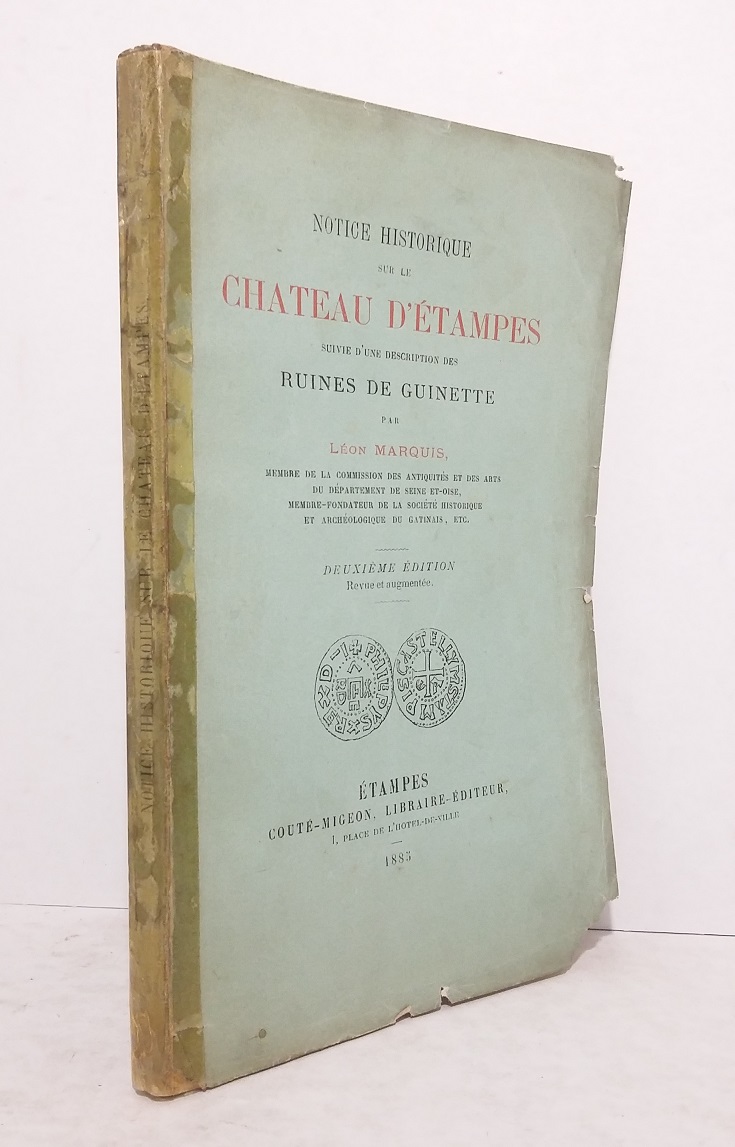 NOTICE HISTORIQUE
SUR LE
CHATEAU D'ÉTAMPES
SUIVIE D'UNE DESCRIPTION DES
RUINES DE GUINETTE
PAR
LÉON MARQUIS,
MEMBRE DE LA COMMISSION DES ANTIQUITÉS ET DES ARTS
DU DÉPARTEMENT DE SEINE ET-OISE,
MEMBRE-FONDATEUR DE LA SOCIÉTÉ HISTORIQUE
ET ARCHÉOLOGIQUE DU GATINAIS, ETC.
DEUXIÈME ÉDITION
Revue et augmentée.
ÉTAMPES
COUTÉ-MIGEON, LIBRAIRE-ÉDITEUR,
1, PLACE DE L'HOTEL-DE-VILLE
1885
NOTICE HISTORIQUE SUR LE CHATEAU D'ÉTAMPES.